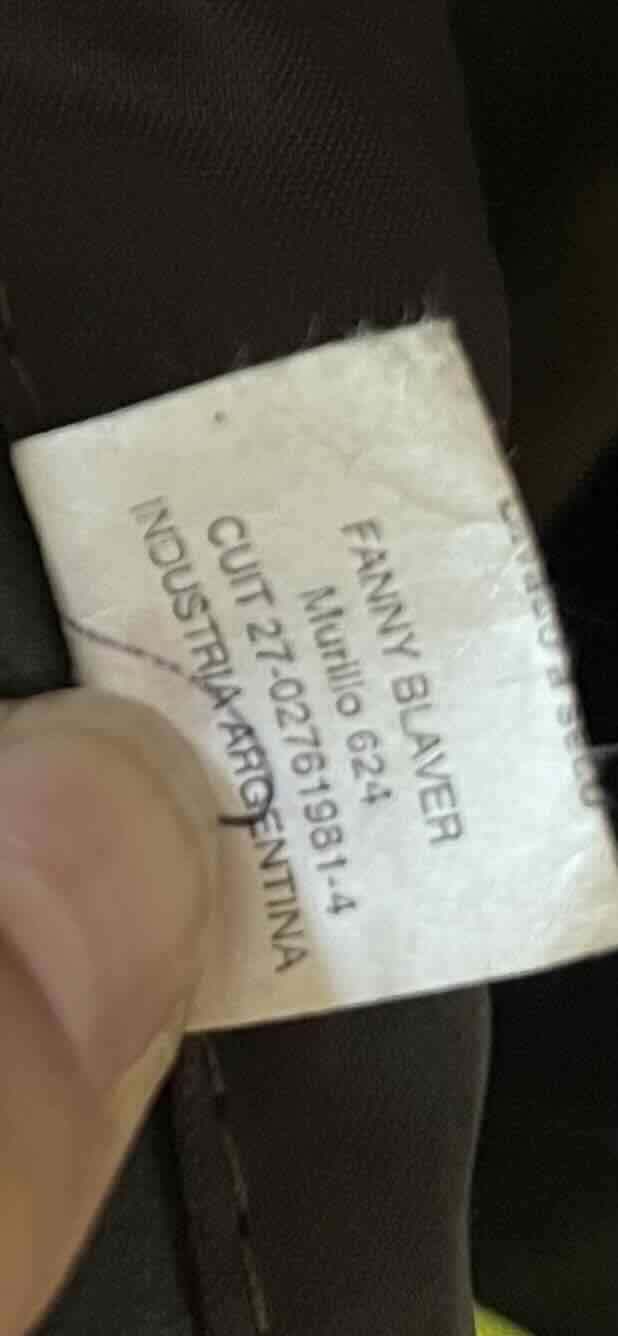 FANNY BLAVER
Murillo 624
CUIT 27-02761981-4
INDUSTRIA ARGENTINA